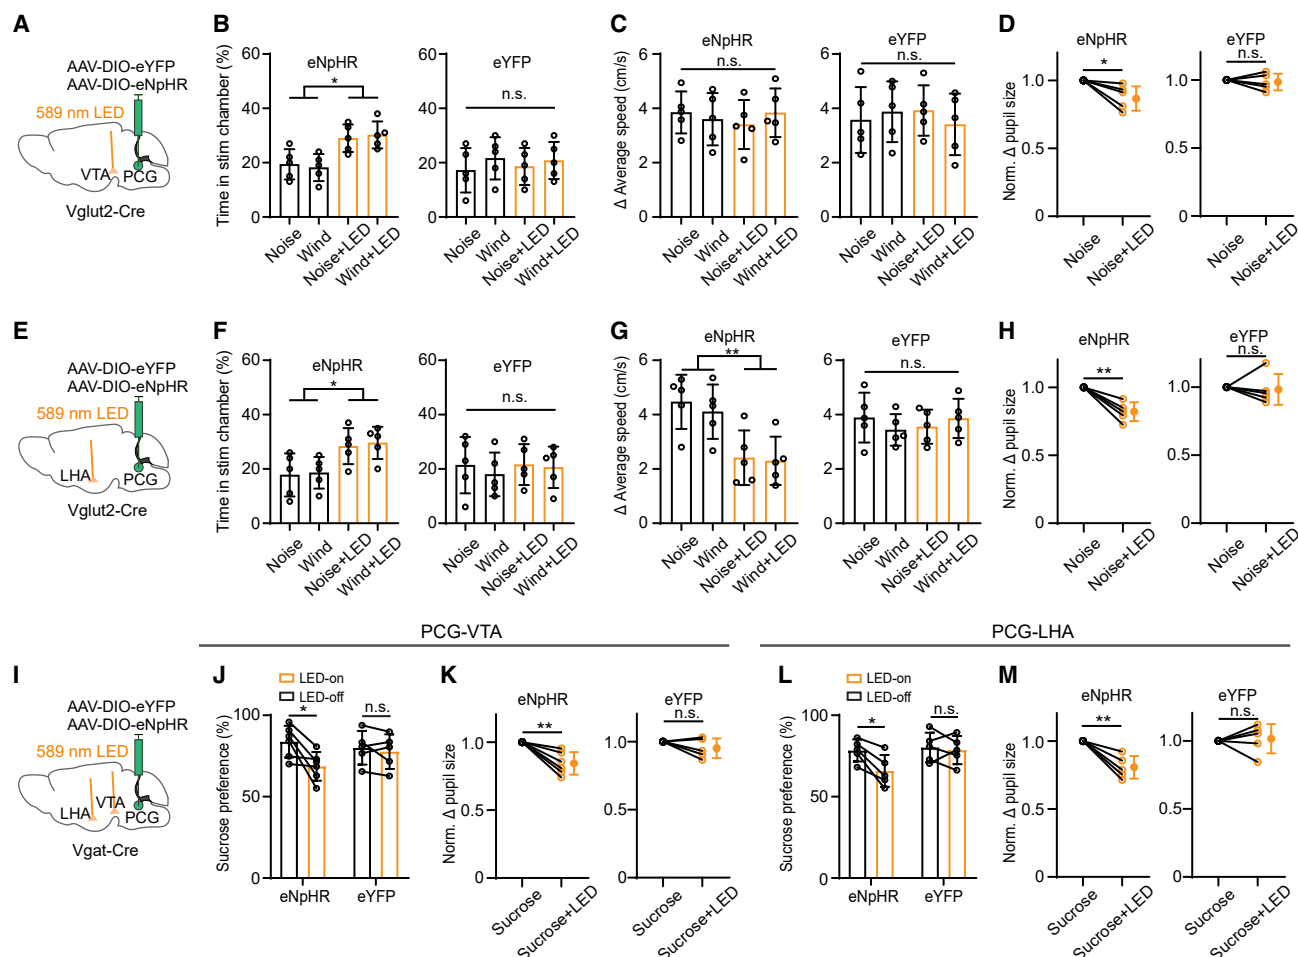 A
AAV-DIO-eYFP
AAV-DIO-eNpHR
589 nm LED
VTA
PCG
Vglut2-Cre
B
Time in stim chamber (%)
60
40
20
0
eNpHR
*
Noise
Wind
Noise+LED
Wind+LED
60
40
20
0
eYFP
n.s.
Noise
Wind
Noise+LED
Wind+LED
C
Δ Average speed (cm/s)
6
4
2
0
eNpHR
n.s.
Noise
Wind
Noise+LED
Wind+LED
6
4
2
0
eYFP
n.s.
Noise
Wind
Noise+LED
Wind+LED
D
Norm. Δ pupil size
1.0
0.5
0
eNpHR
*
Noise
Noise+LED
1.0
0.5
0
eYFP
n.s.
Noise
Noise+LED
E
AAV-DIO-eYFP
AAV-DIO-eNpHR
589 nm LED
LHA
PCG
Vglut2-Cre
F
Time in stim chamber (%)
60
40
20
0
eNpHR
*
Noise
Wind
Noise+LED
Wind+LED
60
40
20
0
eYFP
n.s.
Noise
Wind
Noise+LED
Wind+LED
G
Δ Average speed (cm/s)
6
4
2
0
eNpHR
**
Noise
Wind
Noise+LED
Wind+LED
6
4
2
0
eYFP
n.s.
Noise
Wind
Noise+LED
Wind+LED
H
Norm. Δ pupil size
1.0
0.5
0
eNpHR
**
Noise
Noise+LED
1.0
0.5
0
eYFP
n.s.
Noise
Noise+LED
PCG-VTA
PCG-LHA
I
AAV-DIO-eYFP
AAV-DIO-eNpHR
589 nm LED
LHA
VTA
PCG
Vgat-Cre
J
LED-on
LED-off
Sucrose preference (%)
100
50
0
*
n.s.
eNpHR
eYFP
K
Norm. Δ pupil size
1.0
0.5
0
eNpHR
**
Sucrose
Sucrose+LED
1.0
0.5
0
eYFP
n.s.
Sucrose
Sucrose+LED
L
LED-on
LED-off
Sucrose preference (%)
100
50
0
*
n.s.
eNpHR
eYFP
M
Norm. Δ pupil size
1.0
0.5
0
eNpHR
**
Sucrose
Sucrose+LED
1.0
0.5
0
eYFP
n.s.
Sucrose
Sucrose+LED